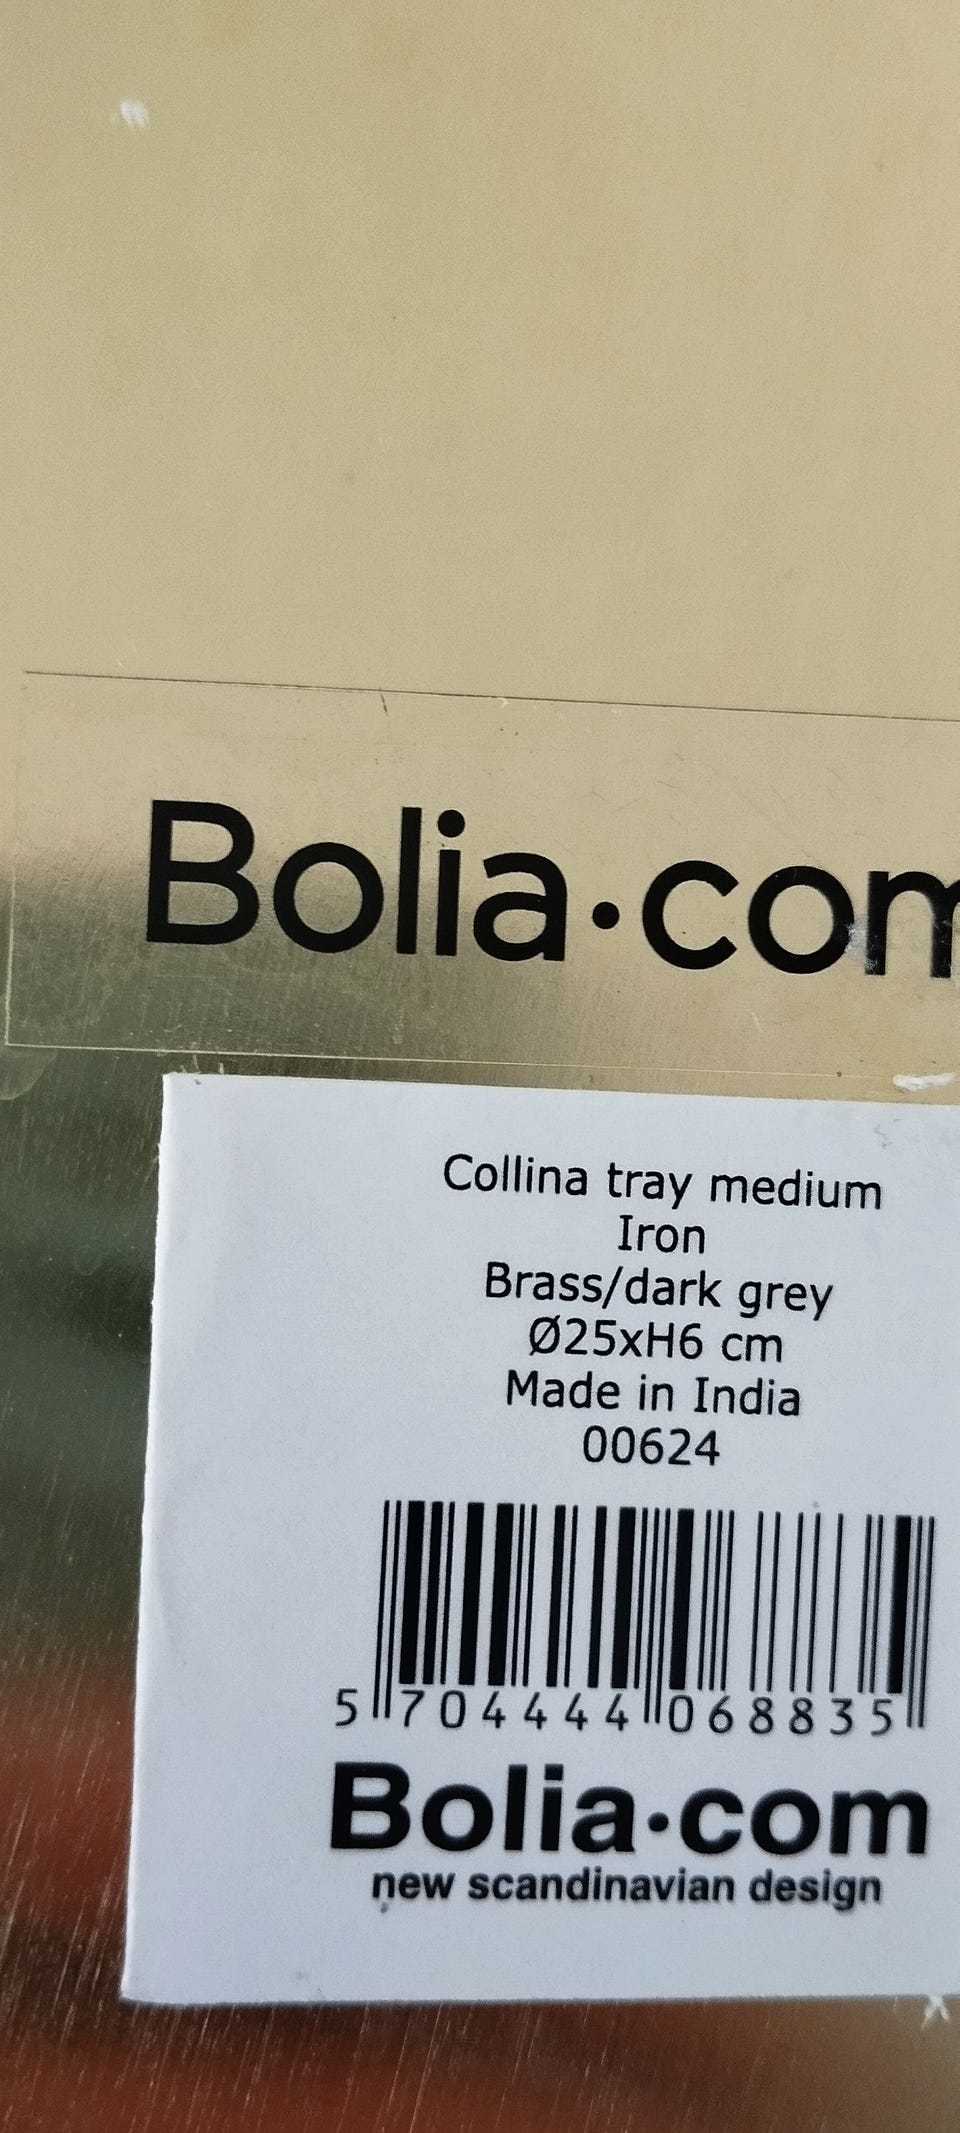 Bolia·com
Collina tray medium
Iron
Brass/dark grey
Ø25xH6 cm
Made in India
00624
5 704444 068835
Bolia·com
new scandinavian design